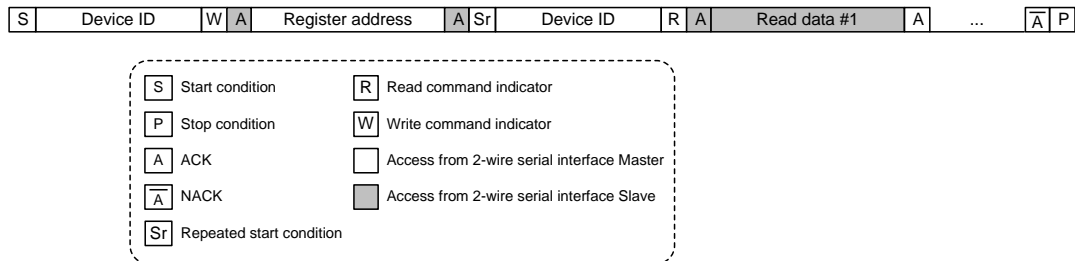 S Device ID W A Register address A Sr Device ID R A Read data #1 A ... A P
S Start condition R Read command indicator
P Stop condition W Write command indicator
A ACK Access from 2-wire serial interface Master
A NACK Access from 2-wire serial interface Slave
Sr Repeated start condition